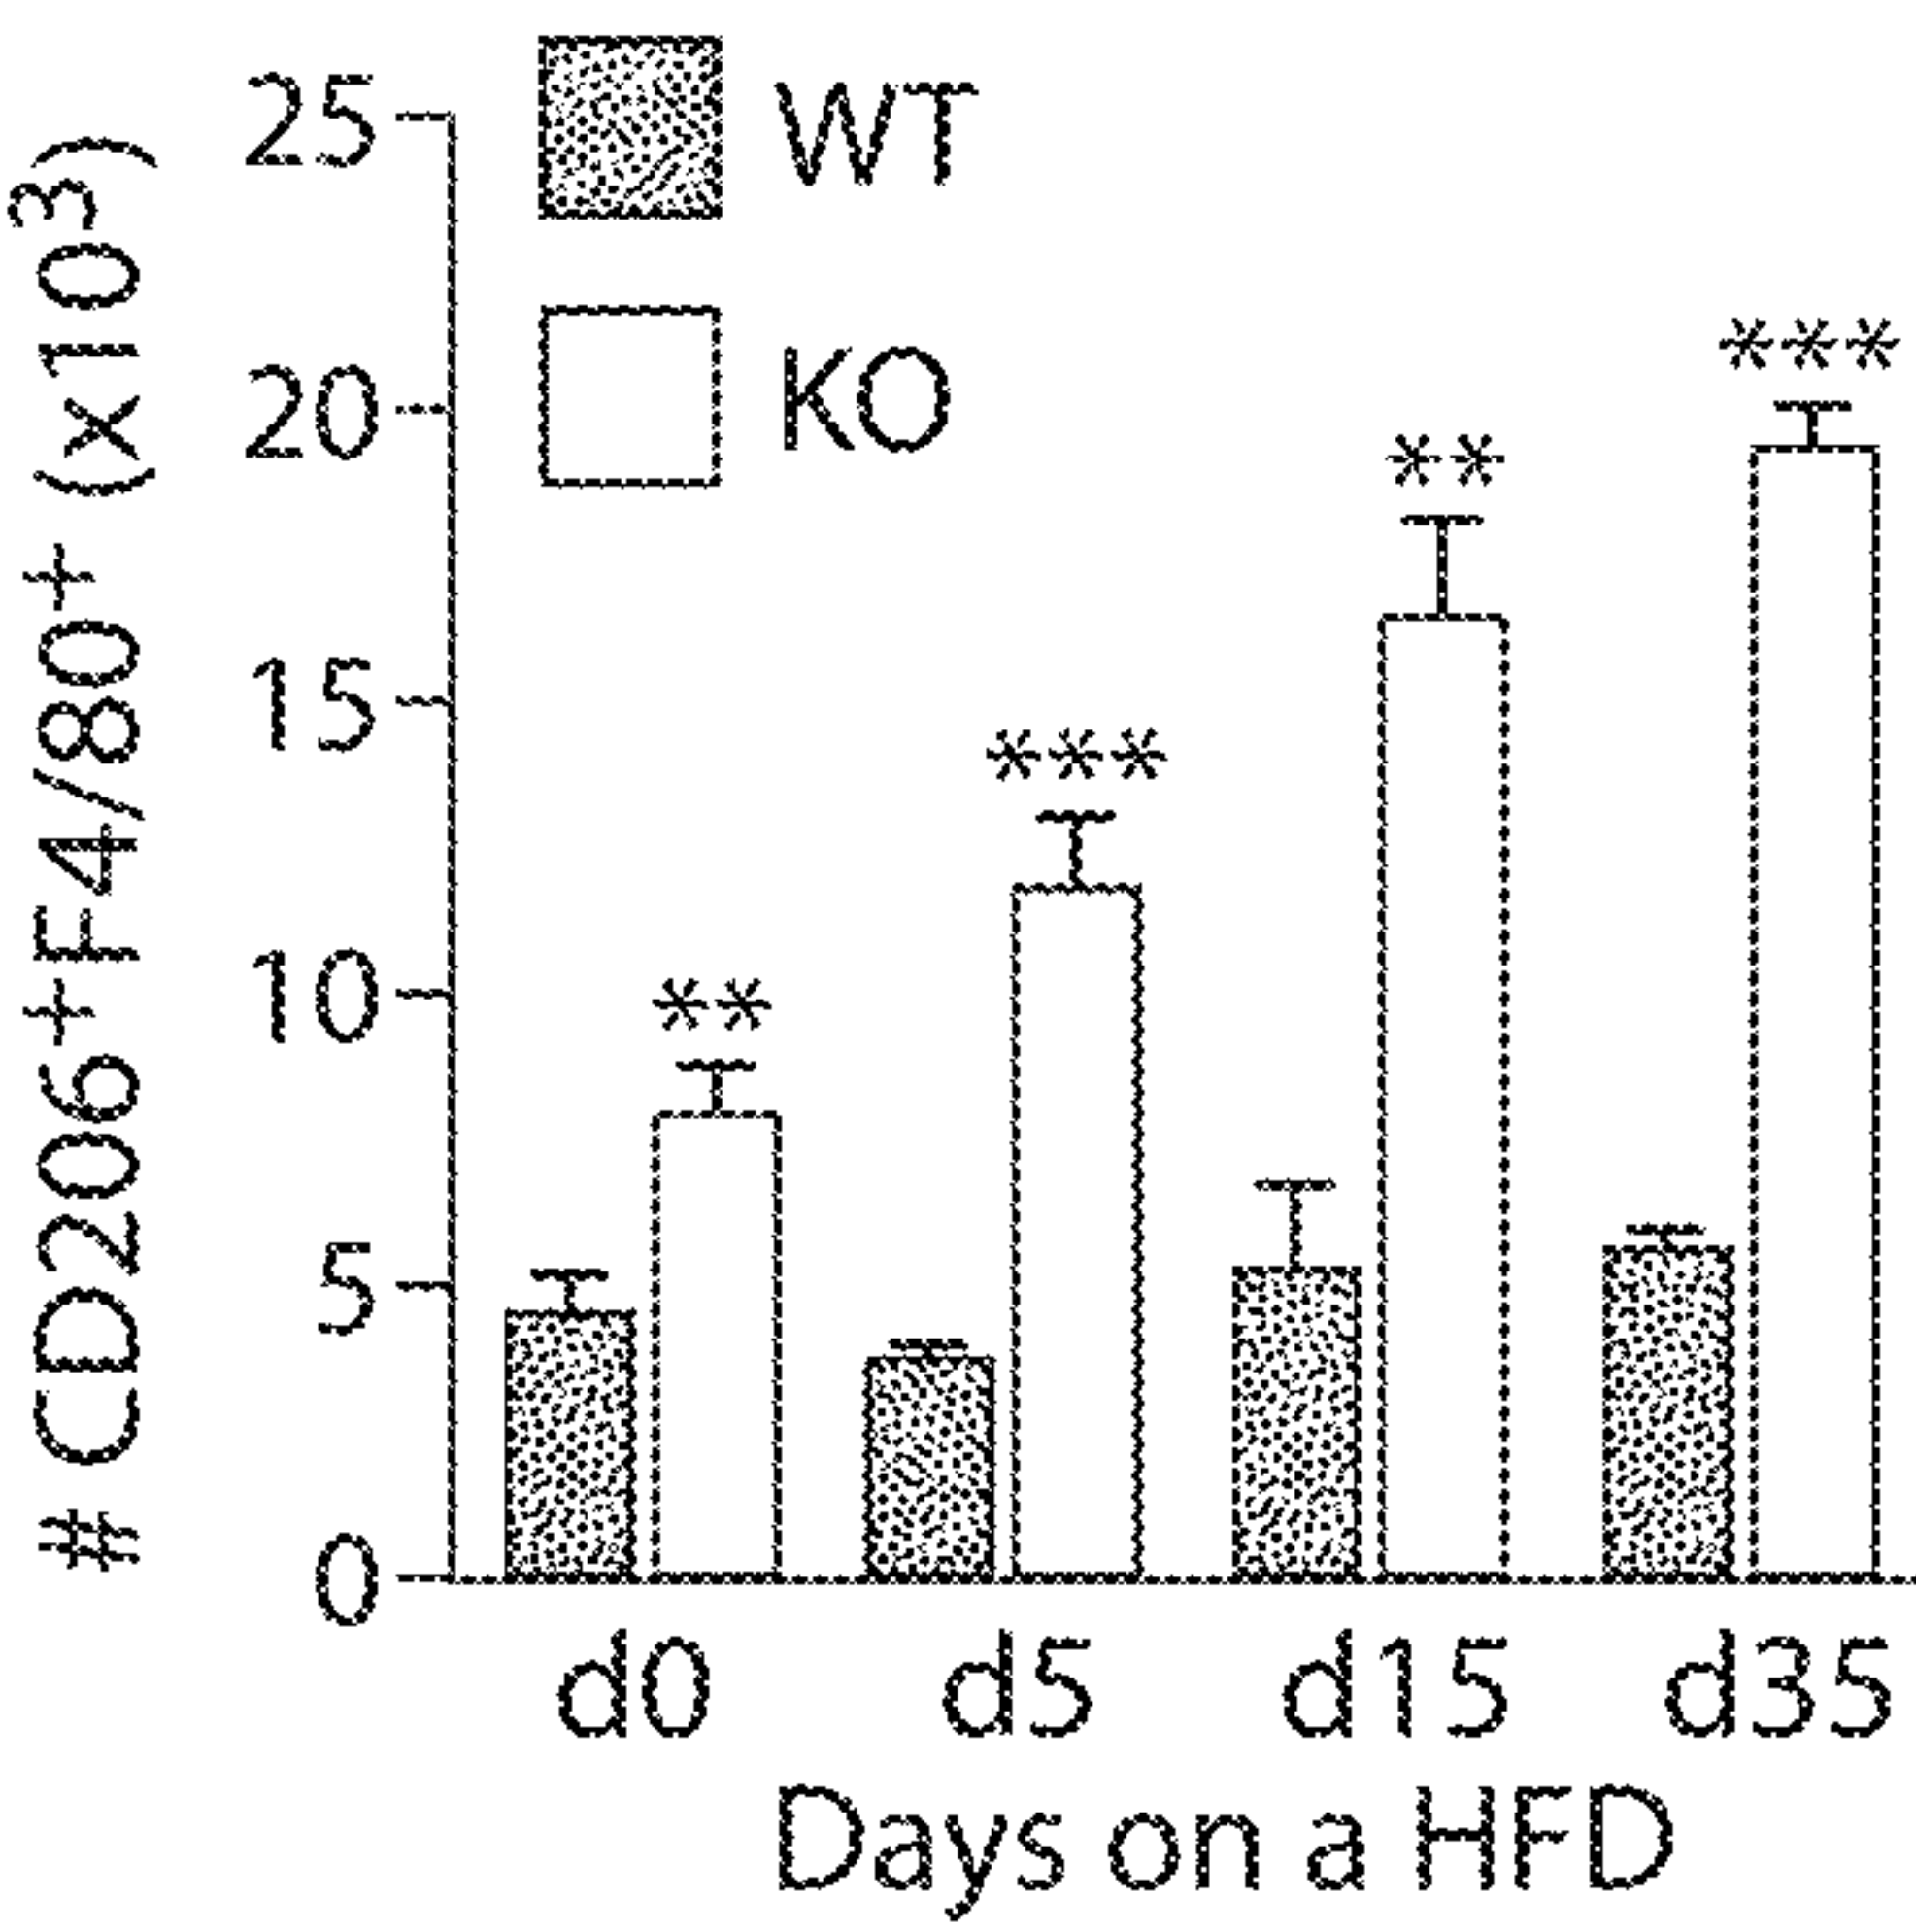 # CD206⁺F4/80⁺ (x10³)
25
20
15
10
5
0
WT
KO
**
***
**
***
d0 d5 d15 d35
Days on a HFD